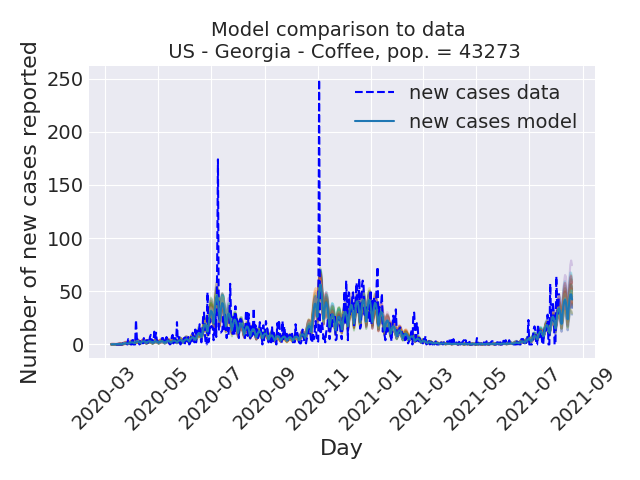 Model comparison to data
US - Georgia - Coffee, pop. = 43273
Number of new cases reported
250
200
150
100
50
0
new cases data
new cases model
2020-03
2020-05
2020-07
2020-09
2020-11
2021-01
2021-03
2021-05
2021-07
2021-09
Day